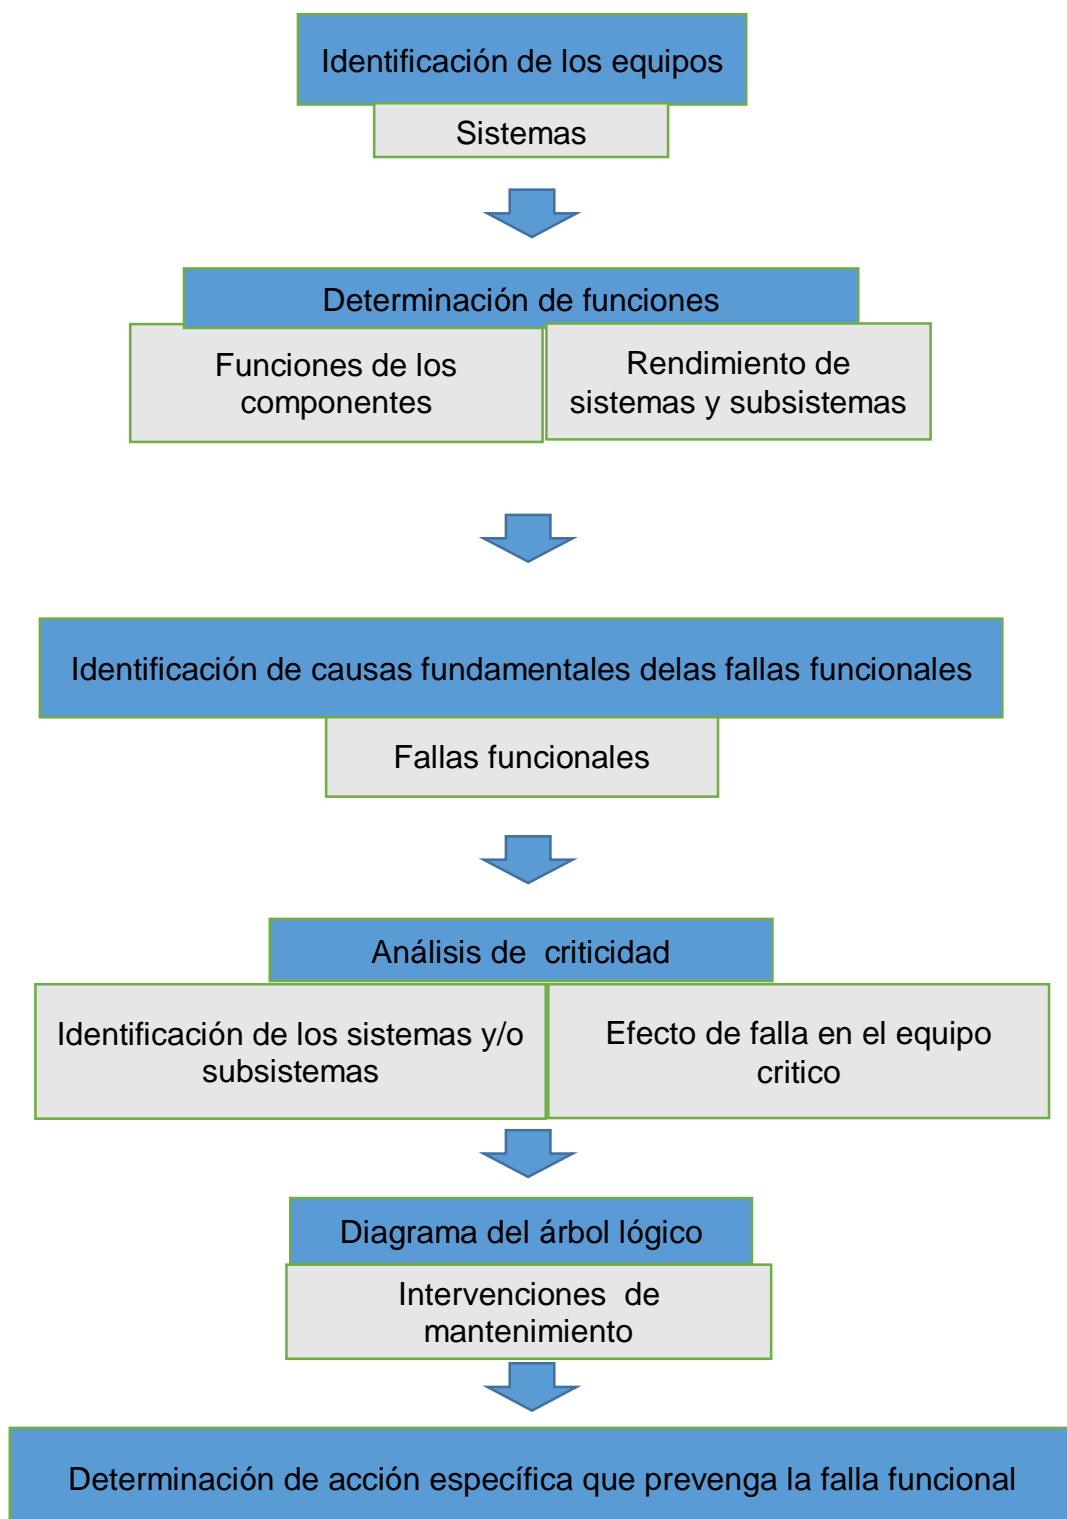 Identificación de los equipos
Sistemas
Determinación de funciones
Funciones de los
componentes
Rendimiento de
sistemas y subsistemas
Identificación de causas fundamentales delas fallas funcionales
Fallas funcionales
Análisis de  criticidad
Identificación de los sistemas y/o
subsistemas
Efecto de falla en el equipo
critico
Diagrama del árbol lógico
Intervenciones  de
mantenimiento
Determinación de acción específica que prevenga la falla funcional